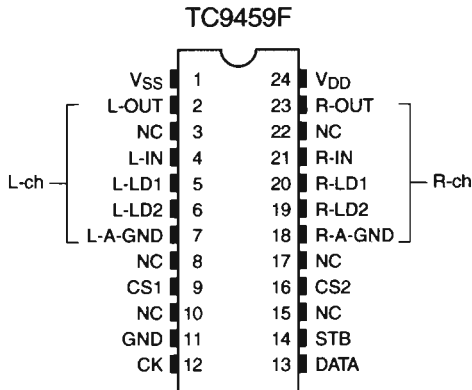 TC9459F
VSS 1 24 VDD
L-OUT 2 23 R-OUT
NC 3 22 NC
L-IN 4 21 R-IN
L-ch L-LD1 5 20 R-LD1 R-ch
L-LD2 6 19 R-LD2
L-A-GND 7 18 R-A-GND
NC 8 17 NC
CS1 9 16 CS2
NC 10 15 NC
GND 11 14 STB
CK 12 13 DATA